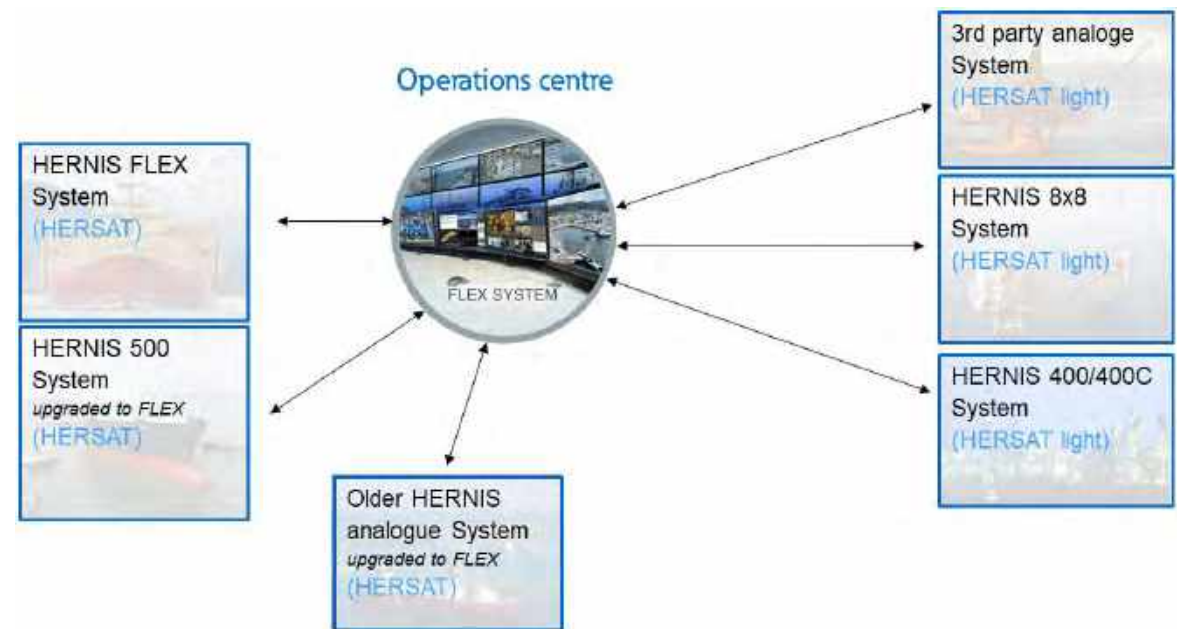 Operations centre
FLEX SYSTEM
HERNIS FLEX
System
(HERSAT)
HERNIS 500
System
upgraded to FLEX
(HERSAT)
Older HERNIS
analogue System
upgraded to FLEX
(HERSAT)
3rd party analoge
System
(HERSAT light)
HERNIS 8x8
System
(HERSAT light)
HERNIS 400/400C
System
(HERSAT light)